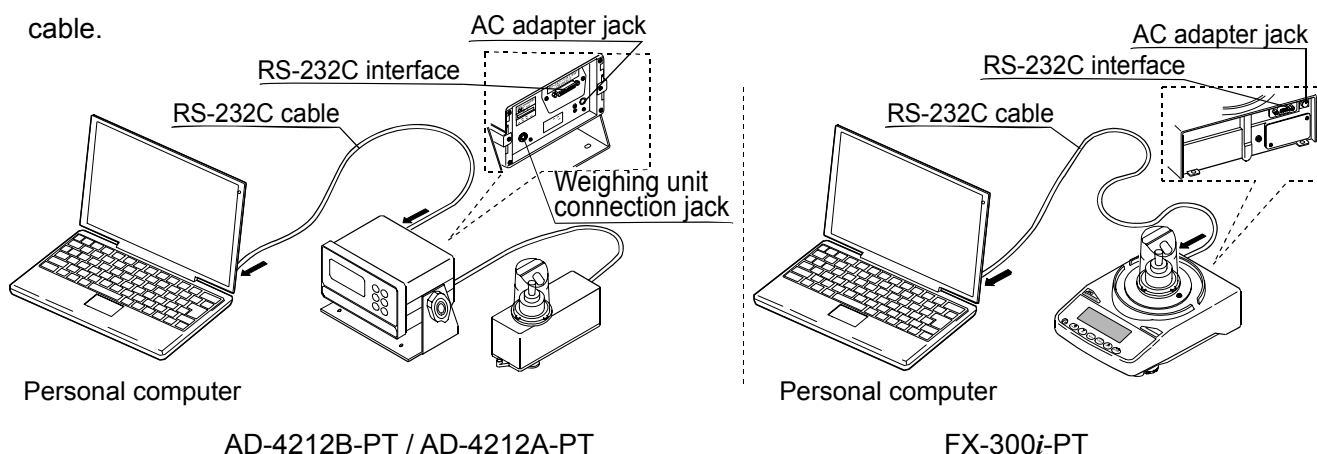 cable.
AC adapter jack
RS-232C interface
RS-232C cable
Weighing unit
connection jack
Personal computer
AD-4212B-PT / AD-4212A-PT
AC adapter jack
RS-232C interface
RS-232C cable
Personal computer
FX-300i-PT